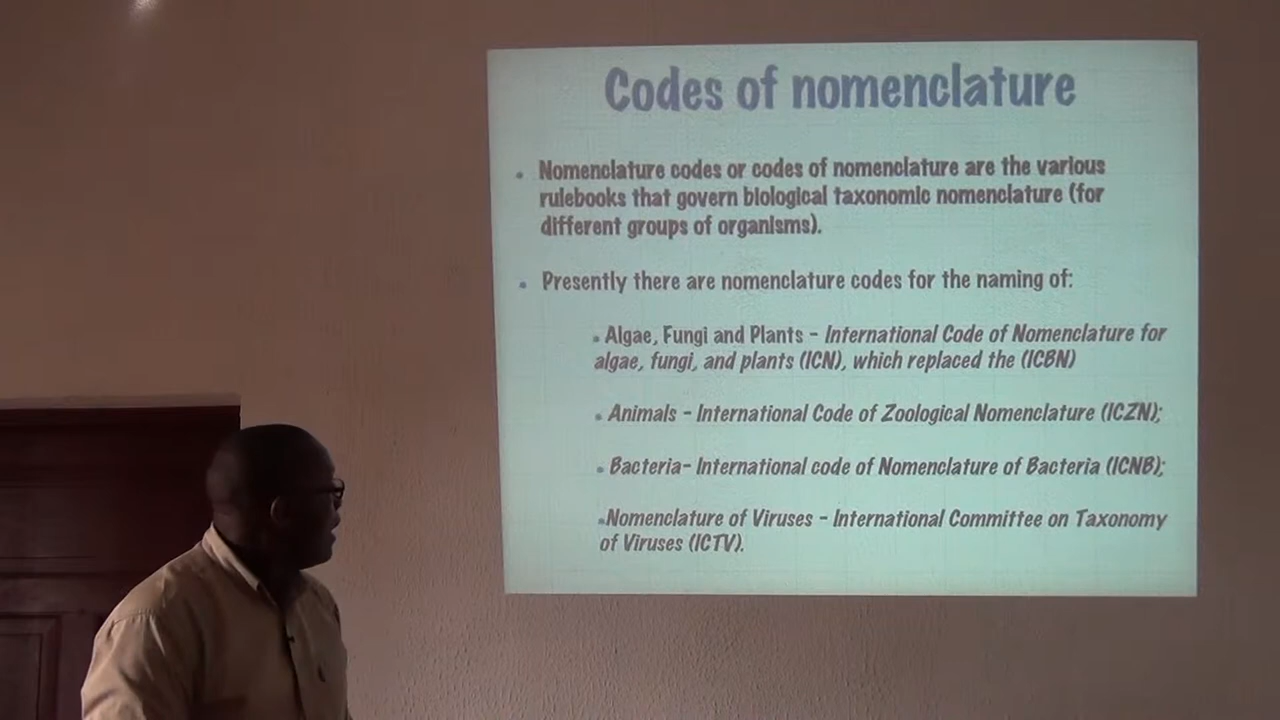 Codes of nomenclature
• Nomenclature codes or codes of nomenclature are the various
rulebooks that govern biological taxonomic nomenclature (for
different groups of organisms).
• Presently there are nomenclature codes for the naming of:
• Algae, Fungi and Plants – International Code of Nomenclature for
algae, fungi, and plants (ICN), which replaced the (ICBN)
• Animals – International Code of Zoological Nomenclature (ICZN);
• Bacteria– International code of Nomenclature of Bacteria (ICNB);
•Nomenclature of Viruses – International Committee on Taxonomy
of Viruses (ICTV).